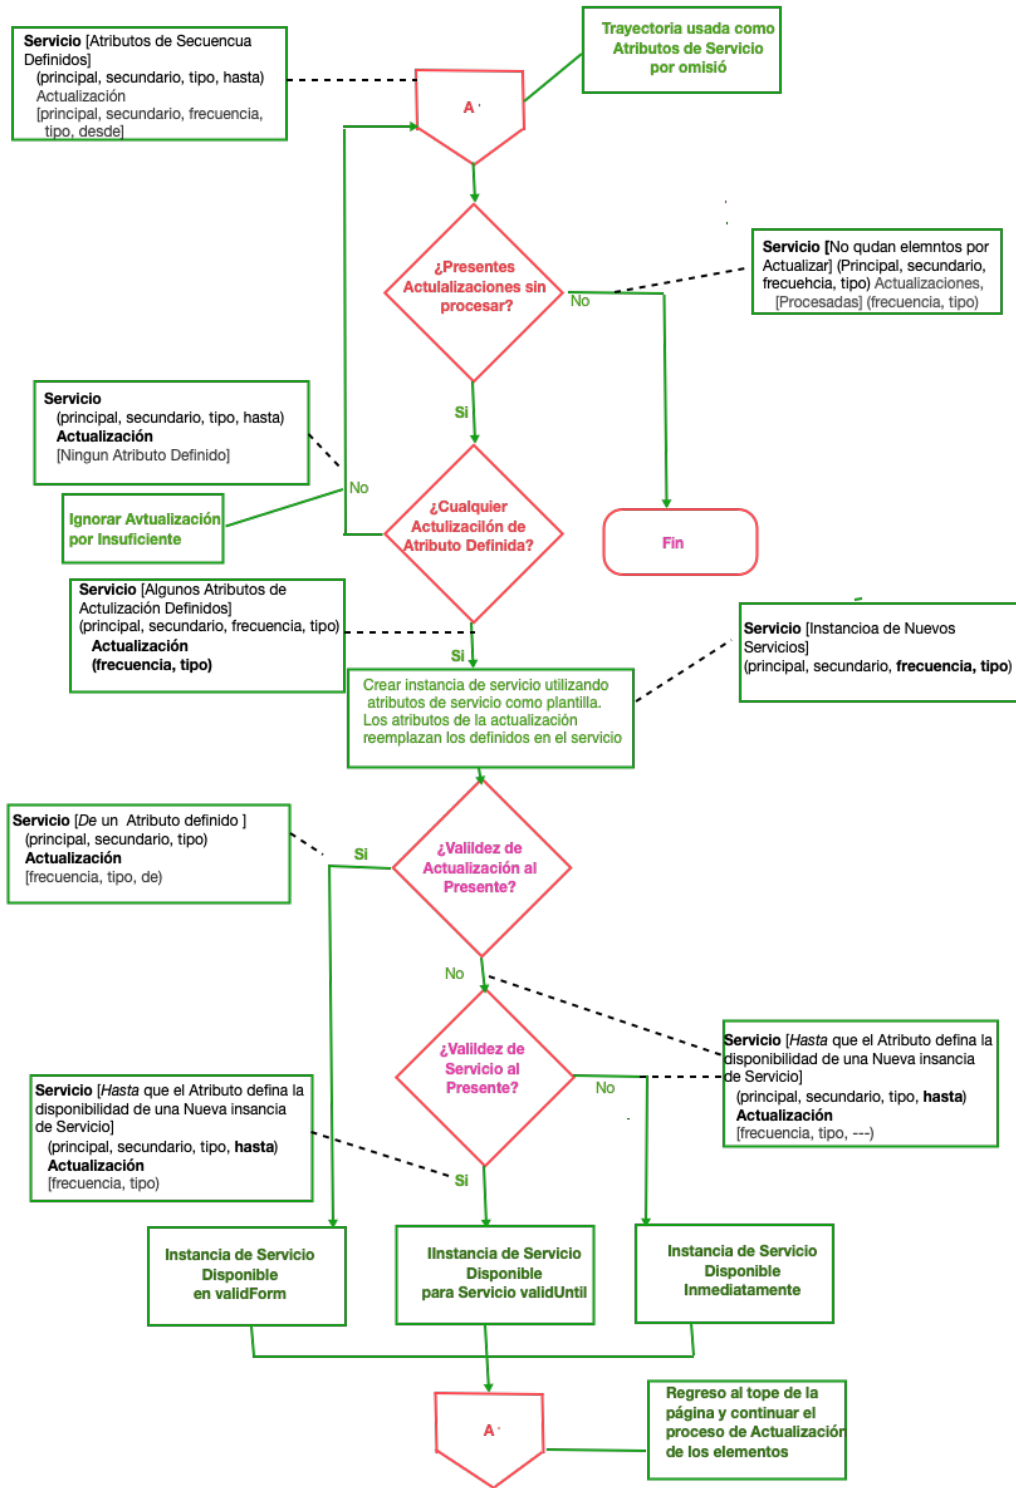 Servicio [Atributos de Secuencua
Definidos]
(principal, secundario, tipo, hasta)
Actualización
[principal, secundario, frecuencia,
tipo, desde]
Trayectoria usada como
Atributos de Servicio
por omisió
A
¿Presentes
Actulalizaciones sin
procesar?
No
Servicio [No qudan elemntos por
Actualizar] (Principal, secundario,
frecuehcia, tipo) Actualizaciones,
[Procesadas] (frecuencia, tipo)
Si
Servicio
(principal, secundario, tipo, hasta)
Actualización
[Ningun Atributo Definido]
No
Ignorar Avtualización
por Insuficiente
¿Cualquier
Actulizacilón de
Atributo Definida?
Fin
Servicio [Algunos Atributos de
Actulización Definidos]
(principal, secundario, frecuencia, tipo)
Actualización
(frecuencia, tipo)
Si
Servicio [Instancioa de Nuevos
Servicios]
(principal, secundario, frecuencia, tipo)
Crear instancia de servicio utilizando
atributos de servicio como plantilla.
Los atributos de la actualización
reemplazan los definidos en el servicio
Servicio [De un Atributo definido ]
(principal, secundario, tipo)
Actualización
[frecuencia, tipo, de)
Si
¿Valildez de
Actualización al
Presente?
No
¿Valildez de
Servicio al
Presente?
No
Servicio [Hasta que el Atributo defina la
disponibilidad de una Nueva insancia
de Servicio]
(principal, secundario, tipo, hasta)
Actualización
[frecuencia, tipo, ---)
Servicio [Hasta que el Atributo defina la
disponibilidad de una Nueva insancia
de Servicio]
(principal, secundario, tipo, hasta)
Actualización
[frecuencia, tipo)
Si
Instancia de Servicio
Disponible
en validForm
IInstancia de Servicio
Disponible
para Servicio validUntil
Instancia de Servicio
Disponible
Inmediatamente
A
Regreso al tope de la
página y continuar el
proceso de Actualización
de los elementos